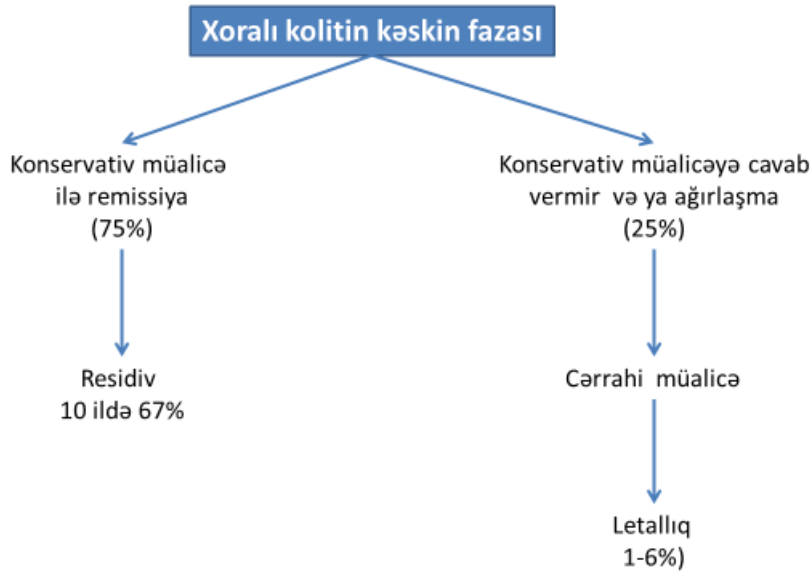 Xoralı kolitin kəskin fazası
Konservativ müalicə
ilə remissiya
(75%)
Residiv
10 ildə 67%
Konservativ müalicəyə cavab
vermir və ya ağırlaşma
(25%)
Cərrahi müalicə
Letallıq
1-6%)